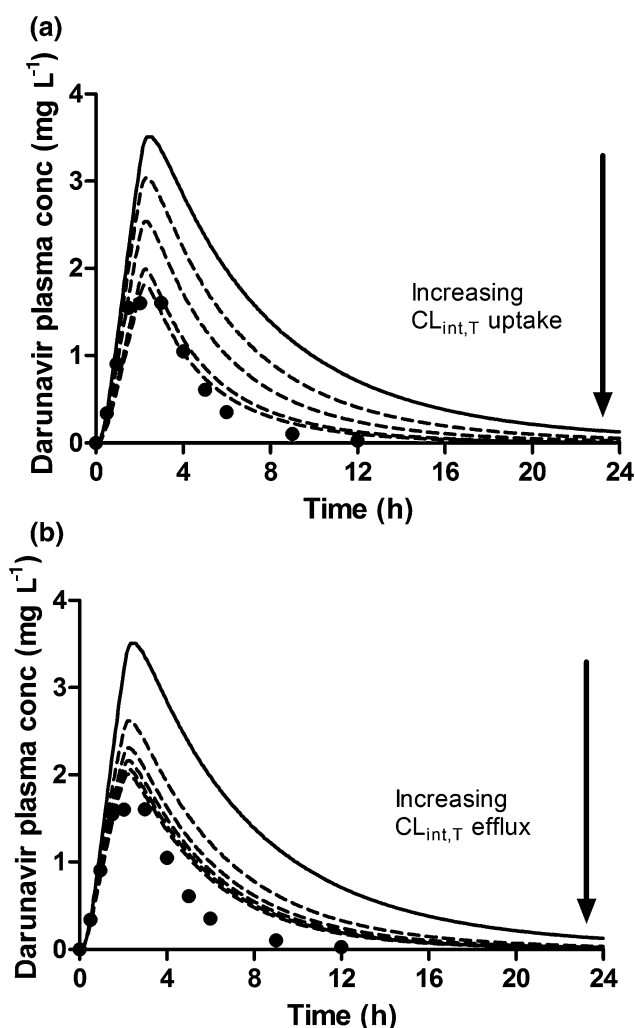 (a)
Darunavir plasma conc (mg L⁻¹)
4
3
2
1
0
Increasing
CLint,T uptake
0 4 8 12 16 20 24
Time (h)
(b)
Darunavir plasma conc (mg L⁻¹)
4
3
2
1
0
Increasing
CLint,T efflux
0 4 8 12 16 20 24
Time (h)